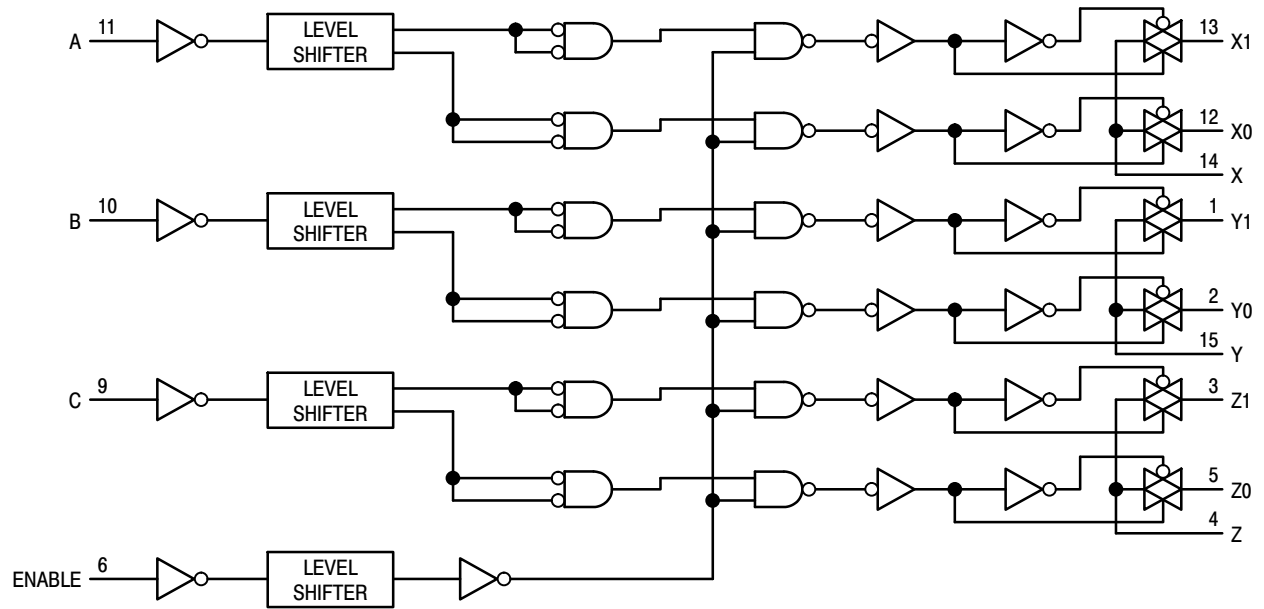 11
A
LEVEL
SHIFTER
13
X1
12
X0
14
X
10
B
LEVEL
SHIFTER
1
Y1
2
Y0
15
Y
9
C
LEVEL
SHIFTER
3
Z1
5
Z0
4
Z
ENABLE 6
LEVEL
SHIFTER